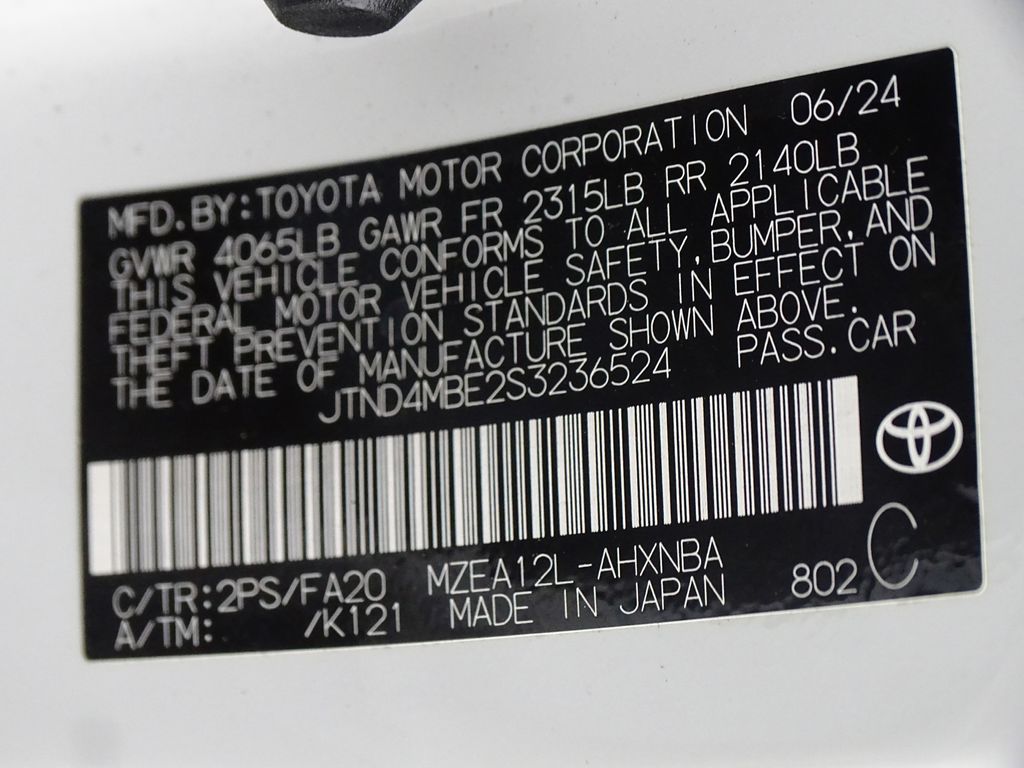 MFD.BY:TOYOTA MOTOR CORPORATION 06/24
GVWR 4065LB GAWR FR 2315LB RR 2140LB
THIS VEHICLE CONFORMS TO ALL APPLICABLE
FEDERAL MOTOR VEHICLE SAFETY,BUMPER,AND
THEFT PREVENTION STANDARDS IN EFFECT ON
THE DATE OF MANUFACTURE SHOWN ABOVE.
JTND4MBE2S3236524 PASS.CAR
C/TR:2PS/FA20 MZEA12L-AHXNBA
A/TM: /K121 MADE IN JAPAN 802 C